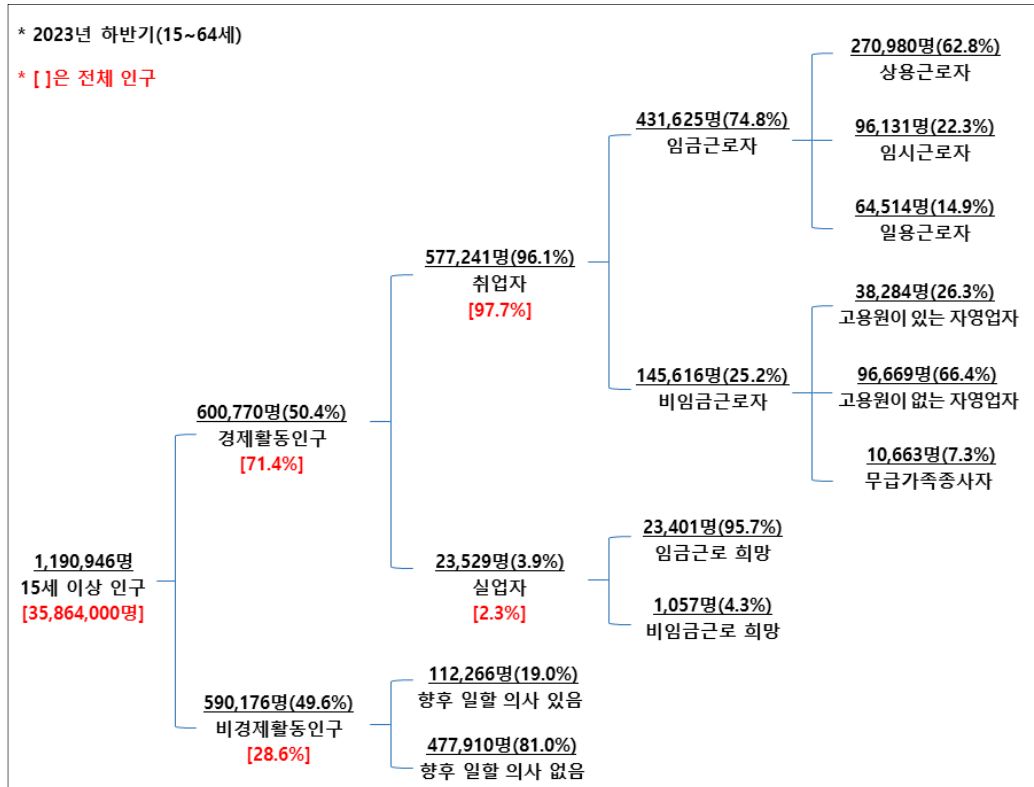 * 2023년 하반기(15~64세)
* [ ]은 전체 인구
270,980명(62.8%)
상용근로자
431,625명(74.8%)
임금근로자
96,131명(22.3%)
임시근로자
64,514명(14.9%)
일용근로자
577,241명(96.1%)
취업자
[97.7%]
38,284명(26.3%)
고용원이 있는 자영업자
145,616명(25.2%)
비임금근로자
96,669명(66.4%)
고용원이 없는 자영업자
10,663명(7.3%)
무급가족종사자
600,770명(50.4%)
경제활동인구
[71.4%]
23,401명(95.7%)
임금근로 희망
1,190,946명
15세 이상 인구
[35,864,000명]
23,529명(3.9%)
실업자
[2.3%]
1,057명(4.3%)
비임금근로 희망
112,266명(19.0%)
향후 일할 의사 있음
590,176명(49.6%)
비경제활동인구
[28.6%]
477,910명(81.0%)
향후 일할 의사 없음